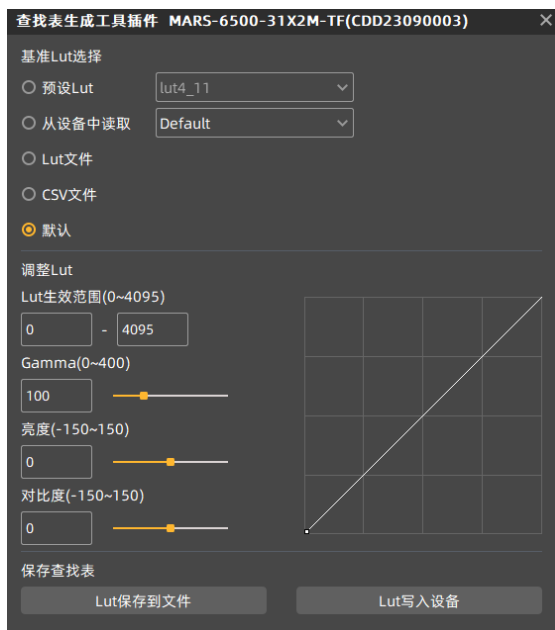 查找表生成工具插件 MARS-6500-31X2M-TF(CDD23090003)
基准Lut选择
预设Lut lut4_11
从设备中读取 Default
Lut文件
CSV文件
默认
调整Lut
Lut生效范围(0~4095)
0 - 4095
Gamma(0~400)
100
亮度(-150~150)
0
对比度(-150~150)
0
保存查找表
Lut保存到文件 Lut写入设备